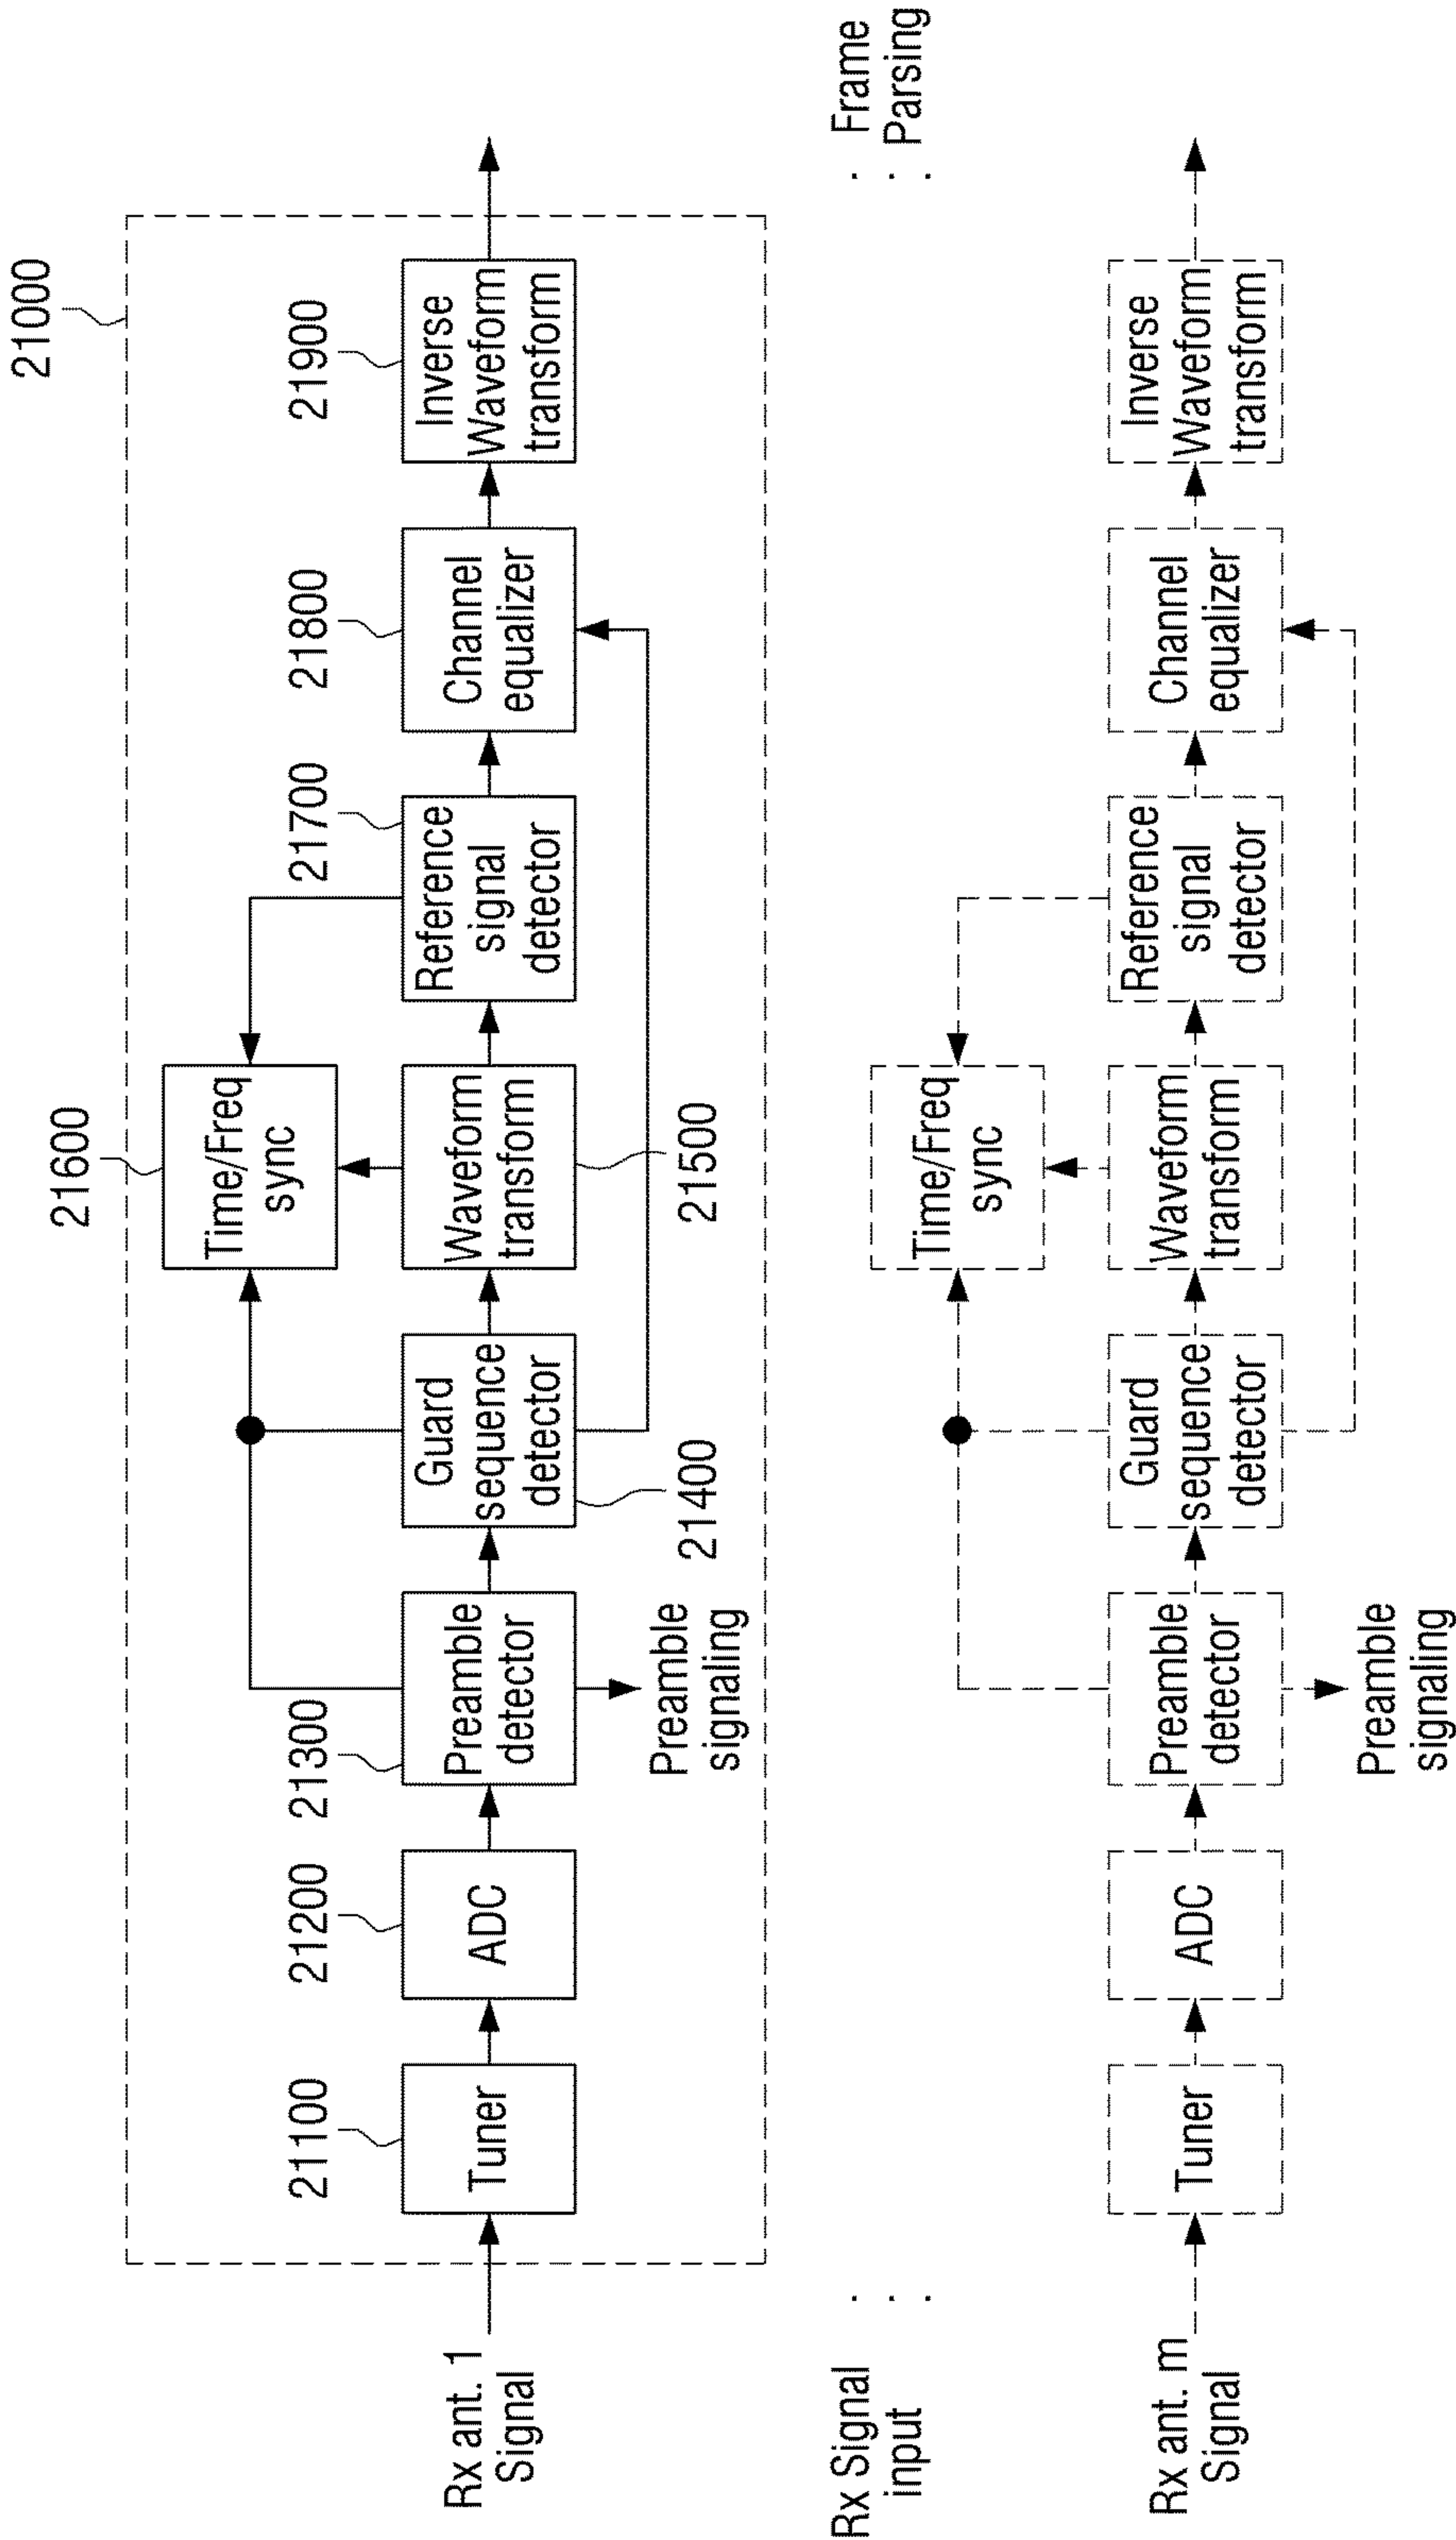 21000
21600
Time/Freq
sync
21100
21200
21300
21700
21800
21900
Tuner
ADC
Preamble
detector
Guard
sequence
detector
Waveform
transform
Reference
signal
detector
Channel
equalizer
Inverse
Waveform
transform
Rx ant. 1
Signal
Preamble
signaling
21400
21500
Rx Signal
input
Frame
Parsing
Time/Freq
sync
Tuner
ADC
Preamble
detector
Guard
sequence
detector
Waveform
transform
Reference
signal
detector
Channel
equalizer
Inverse
Waveform
transform
Rx ant. m
Signal
Preamble
signaling